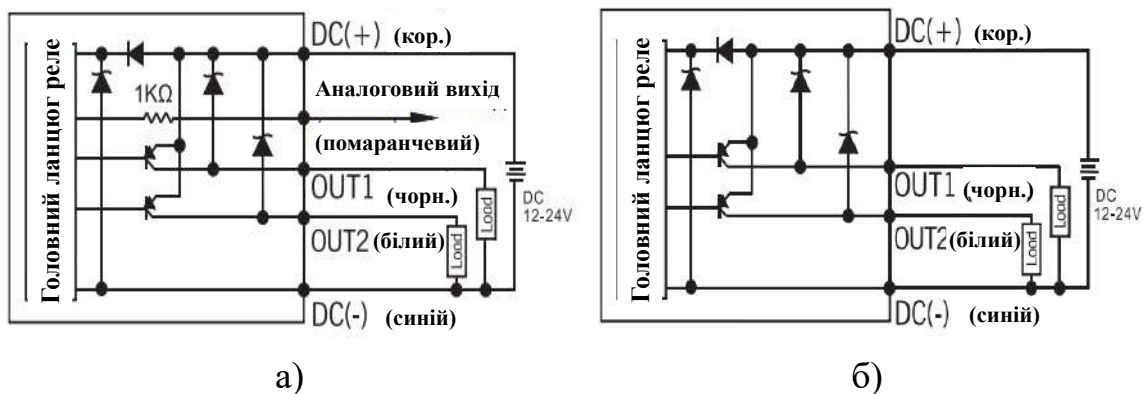 Головний ланцюг реле
DC(+) (кор.)
1KΩ
Аналоговий вихід
(помаранчевий)
OUT1 (чорн.)
Load
Load
DC
12-24V
OUT2 (білий)
DC(-) (синій)
а)
Головний ланцюг реле
DC(+) (кор.)
OUT1 (чорн.)
Load
Load
DC
12-24V
OUT2 (білий)
DC(-) (синій)
б)